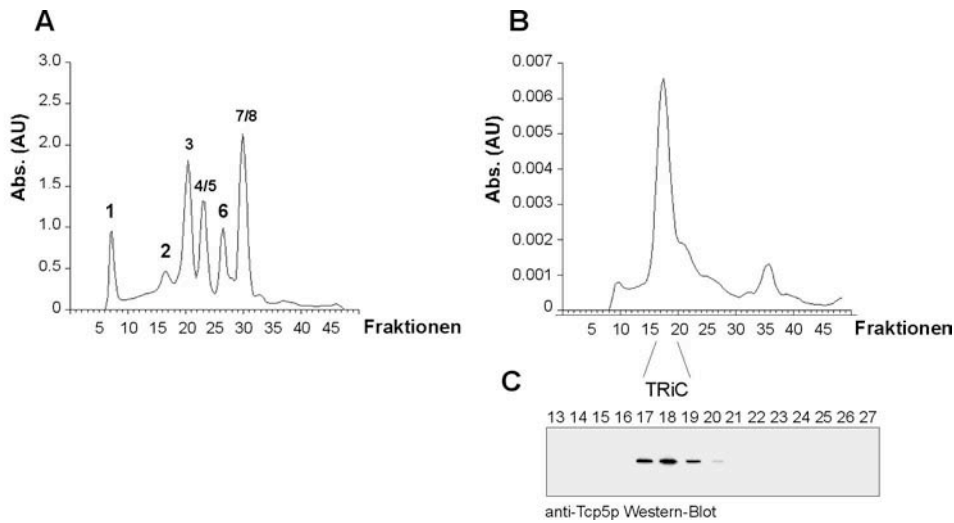 A
Abs. (AU)
3.0
2.5
2.0
1.5
1.0
0.5
0
1
2
3
4/5
6
7/8
5 10 15 20 25 30 35 40 45
Fraktionen
B
Abs. (AU)
0.007
0.006
0.005
0.004
0.003
0.002
0.001
0
5 10 15 20 25 30 35 40 45
Fraktionen
TRiC
C
13 14 15 16 17 18 19 20 21 22 23 24 25 26 27
anti-Tcp5p Western-Blot